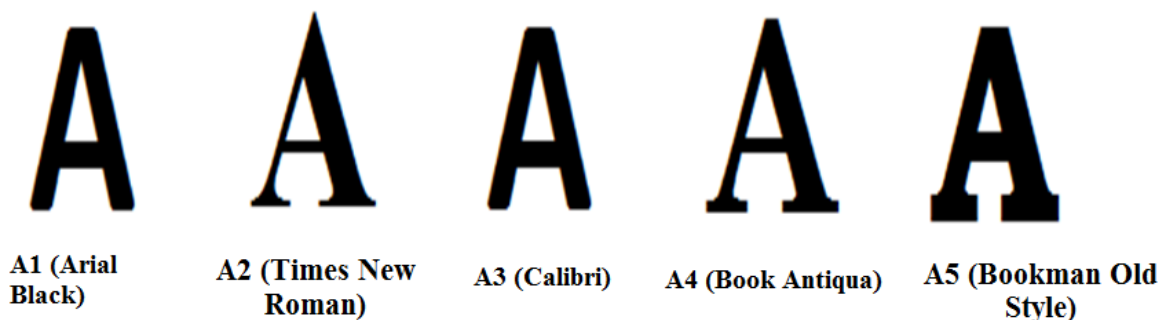 A A A A A
A1 (Arial Black)
A2 (Times New Roman)
A3 (Calibri)
A4 (Book Antiqua)
A5 (Bookman Old Style)